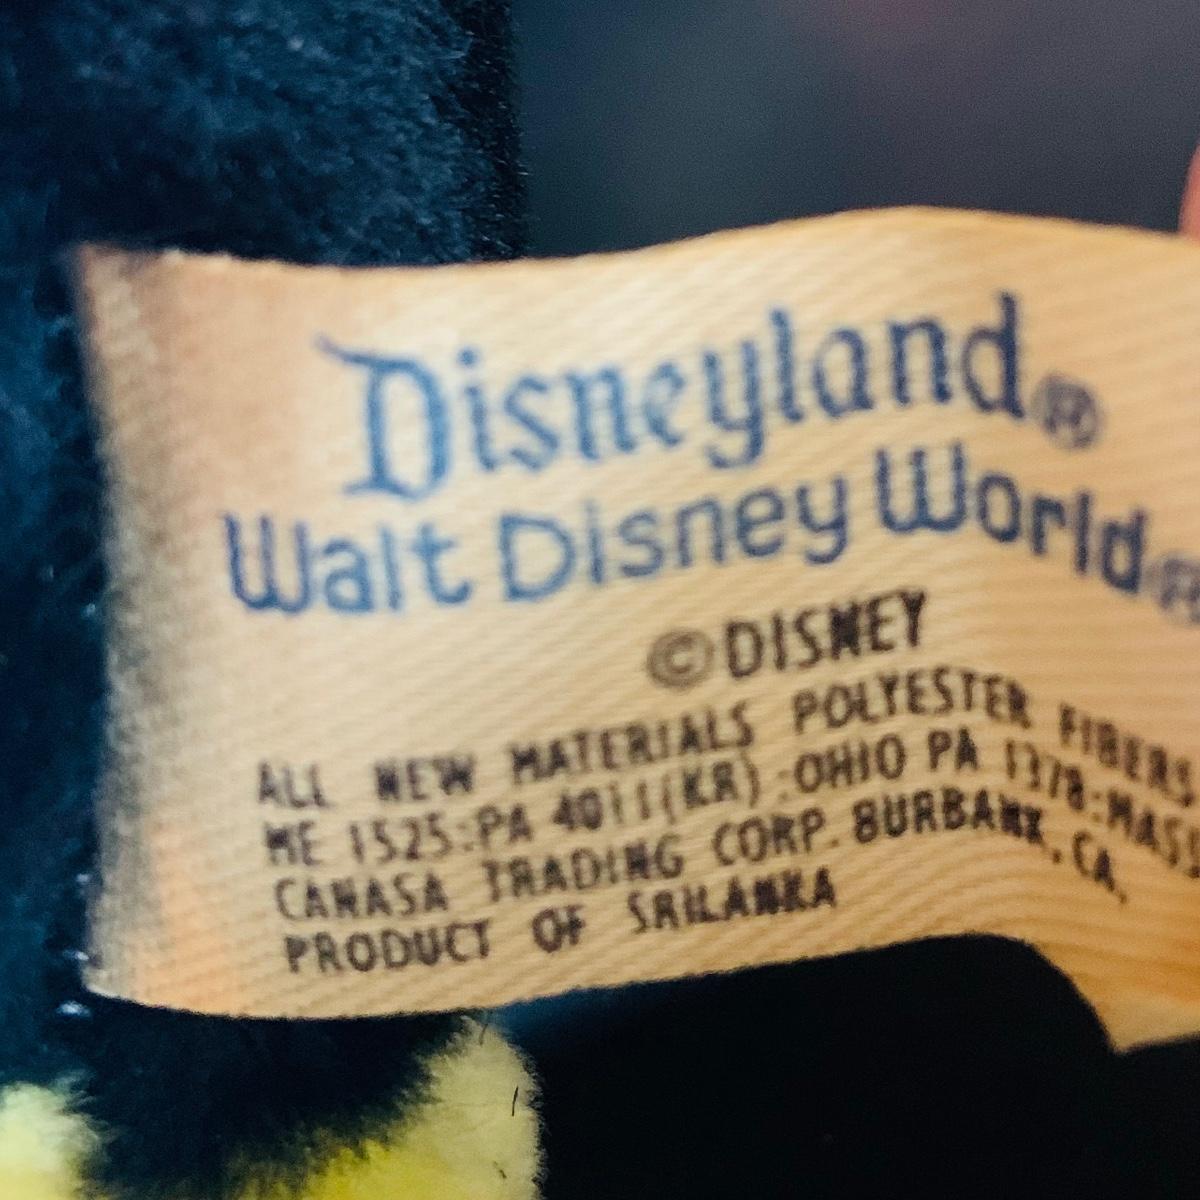 Disneyland®
Walt Disney World®
©DISNEY
ALL NEW MATERIALS POLYESTER FIBERS
ME 1525:PA 4011(KR) :OHIO PA 1378:MASS
CANASA TRADING CORP. BURBANK, CA.
PRODUCT OF SRILANKA